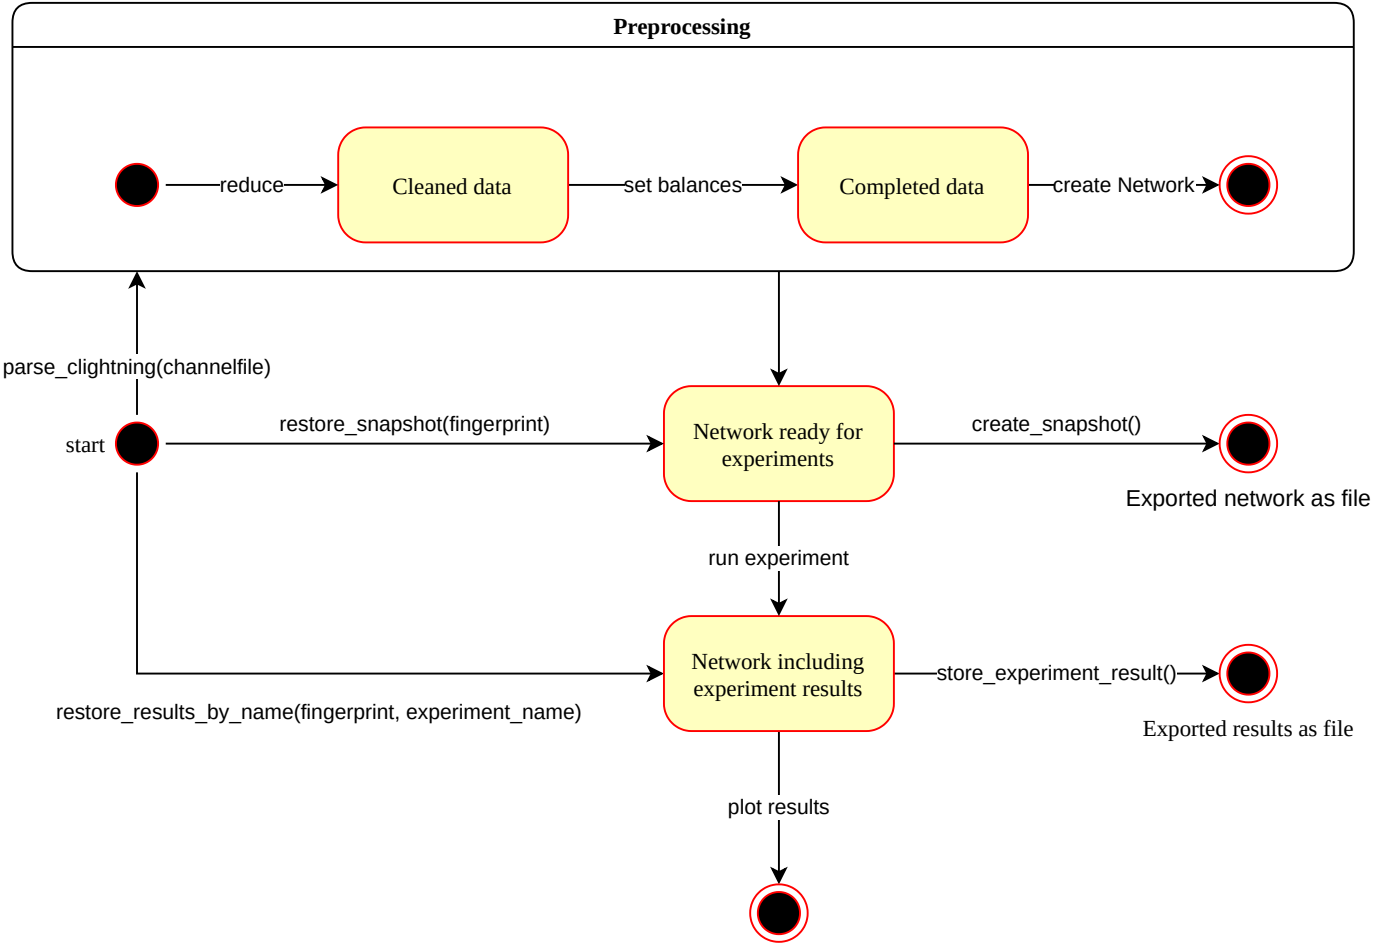 Preprocessing
reduce
Cleaned data
set balances
Completed data
create Network
parse_clightning(channelfile)
start
restore_snapshot(fingerprint)
Network ready for
experiments
create_snapshot()
Exported network as file
run experiment
Network including
experiment results
store_experiment_result()
Exported results as file
restore_results_by_name(fingerprint, experiment_name)
plot results